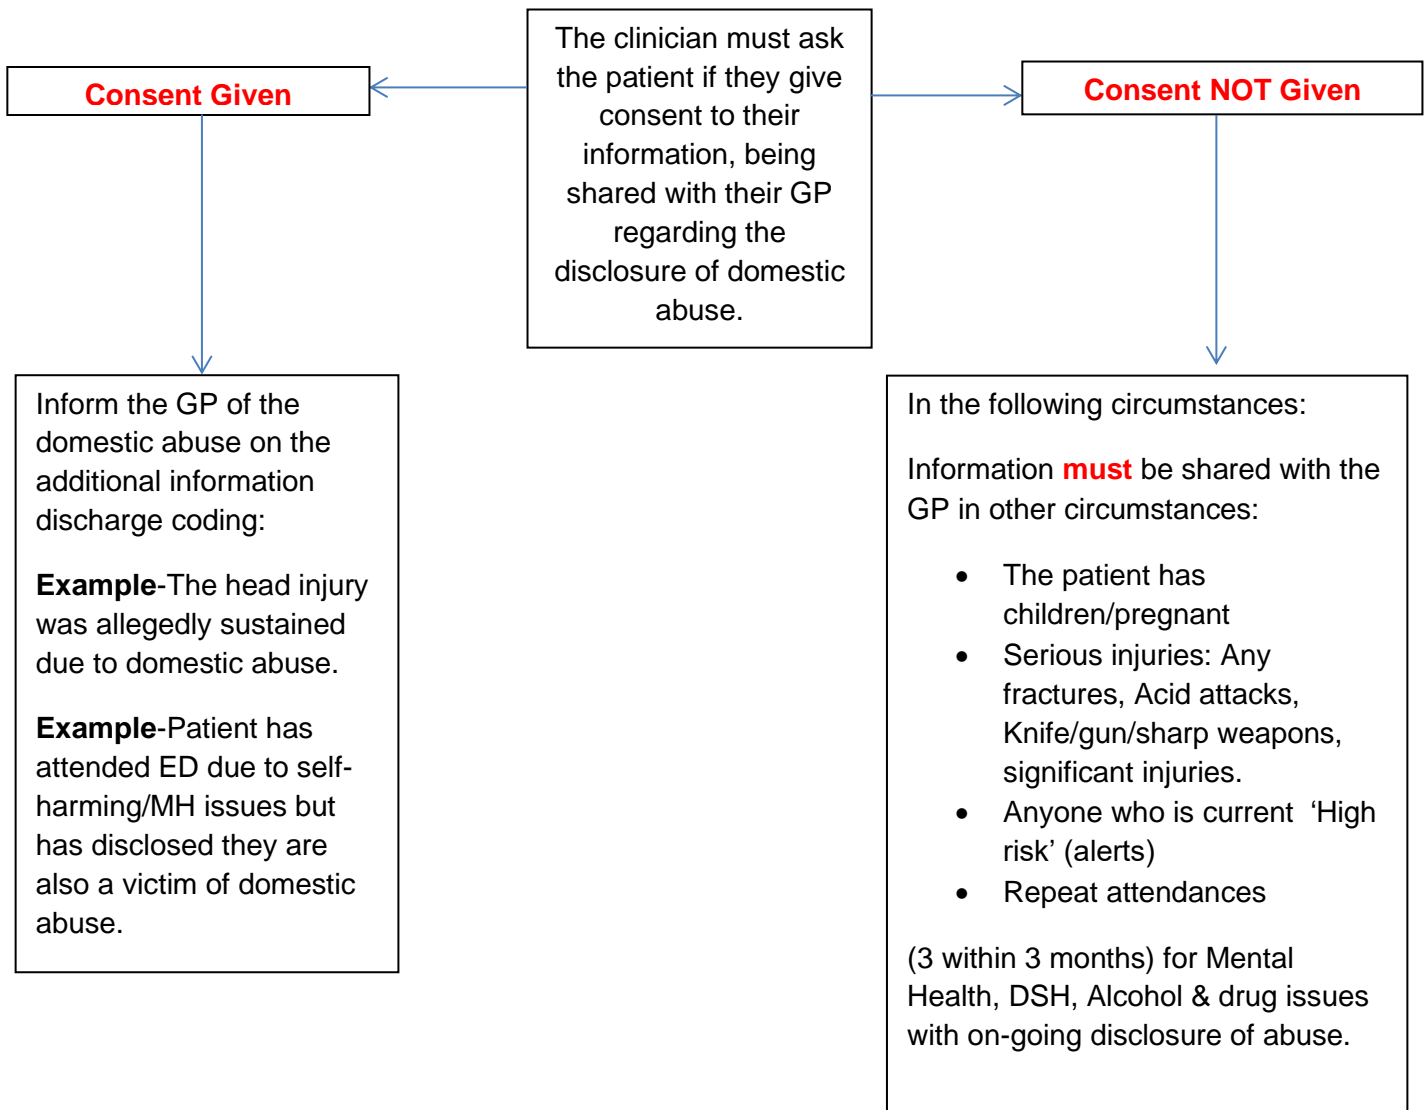 The clinician must ask
the patient if they give
consent to their
information, being
shared with their GP
regarding the
disclosure of domestic
abuse.
Consent Given
Consent NOT Given
Inform the GP of the
domestic abuse on the
additional information
discharge coding:
Example-The head injury
was allegedly sustained
due to domestic abuse.
Example-Patient has
attended ED due to self-
harming/MH issues but
has disclosed they are
also a victim of domestic
abuse.
In the following circumstances:
Information must be shared with the
GP in other circumstances:
• The patient has
children/pregnant
• Serious injuries: Any
fractures, Acid attacks,
Knife/gun/sharp weapons,
significant injuries.
• Anyone who is current ‘High
risk’ (alerts)
• Repeat attendances
(3 within 3 months) for Mental
Health, DSH, Alcohol & drug issues
with on-going disclosure of abuse.